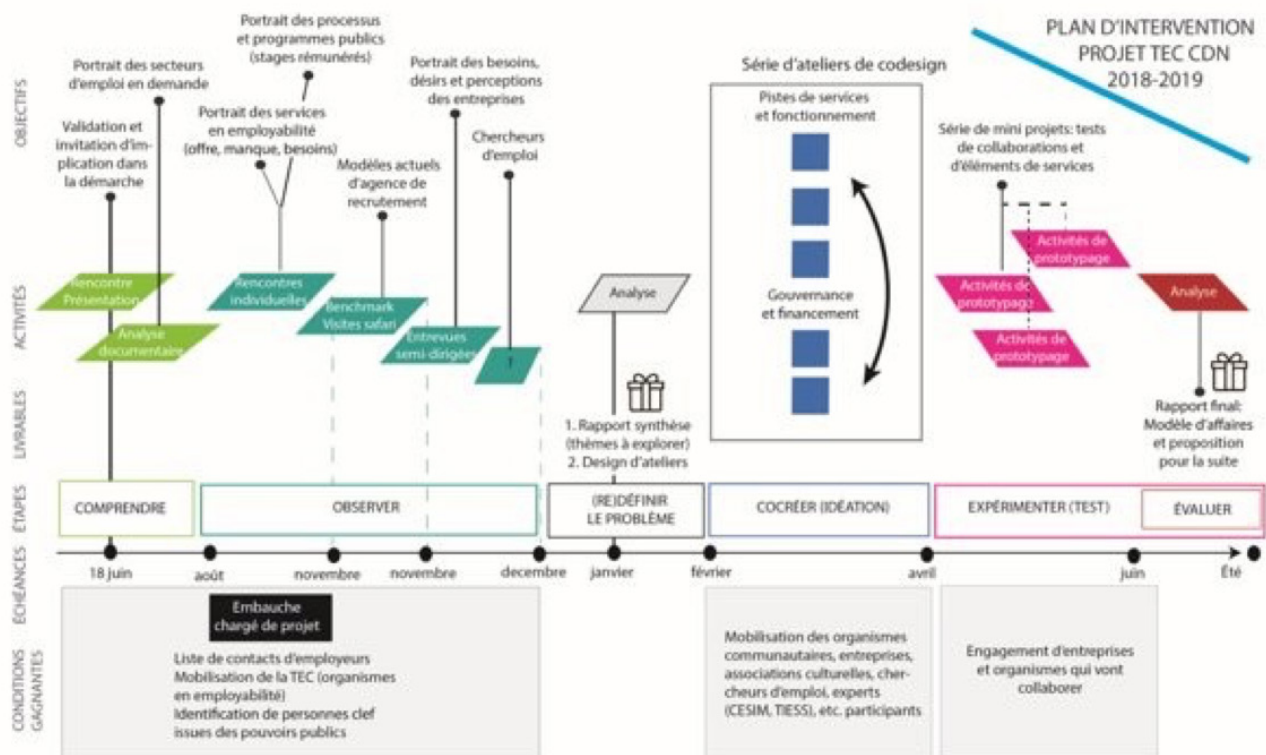 PLAN D'INTERVENTION
PROJET TEC CDN
2018-2019
OBJECTIFS
Portrait des processus
et programmes publics
(stages rémunérés)
Portrait des secteurs
d'emploi en demande
Portrait des besoins,
désirs et perceptions
des entreprises
Validation et
invitation d'im-
plication dans
la démarche
Portrait des services
en employabilité
(offre, manque, besoins)
Modèles actuels
d'agence de
recrutement
Chercheurs
d'emploi
Série d'ateliers de codesign
Pistes de services
et fonctionnement
Gouvernance
et financement
Série de mini projets: tests
de collaborations et
d'éléments de services
ACTIVITÉS
Rencontre
Présentation
Analyse
documentaire
Rencontres
individuelles
Benchmark
Visites safari
Entrevues
semi-dirigées
?
Analyse
Activités de
prototypage
Activités de
prototypage
Activités de
prototypage
Analyse
LIVRABLES
1. Rapport synthèse
(thèmes à explorer)
2. Design d'ateliers
Rapport final:
Modèle d'affaires
et proposition
pour la suite
ÉTAPES
COMPRENDRE
OBSERVER
(RE)DÉFINIR
LE PROBLÈME
COCRÉER (IDÉATION)
EXPÉRIMENTER (TEST)
ÉVALUER
ÉCHÉANCES
18 juin
août
novembre
novembre
decembre
janvier
février
avril
juin
Été
CONDITIONS
GAGNANTES
Embauche
chargé de projet
Liste de contacts d'employeurs
Mobilisation de la TEC (organismes
en employabilité)
Identification de personnes clef
issues des pouvoirs publics
Mobilisation des organismes
communautaires, entreprises,
associations culturelles, cher-
cheurs d'emploi, experts
(CESIM, TIESS), etc. participants
Engagement d'entreprises
et organismes qui vont
collaborer